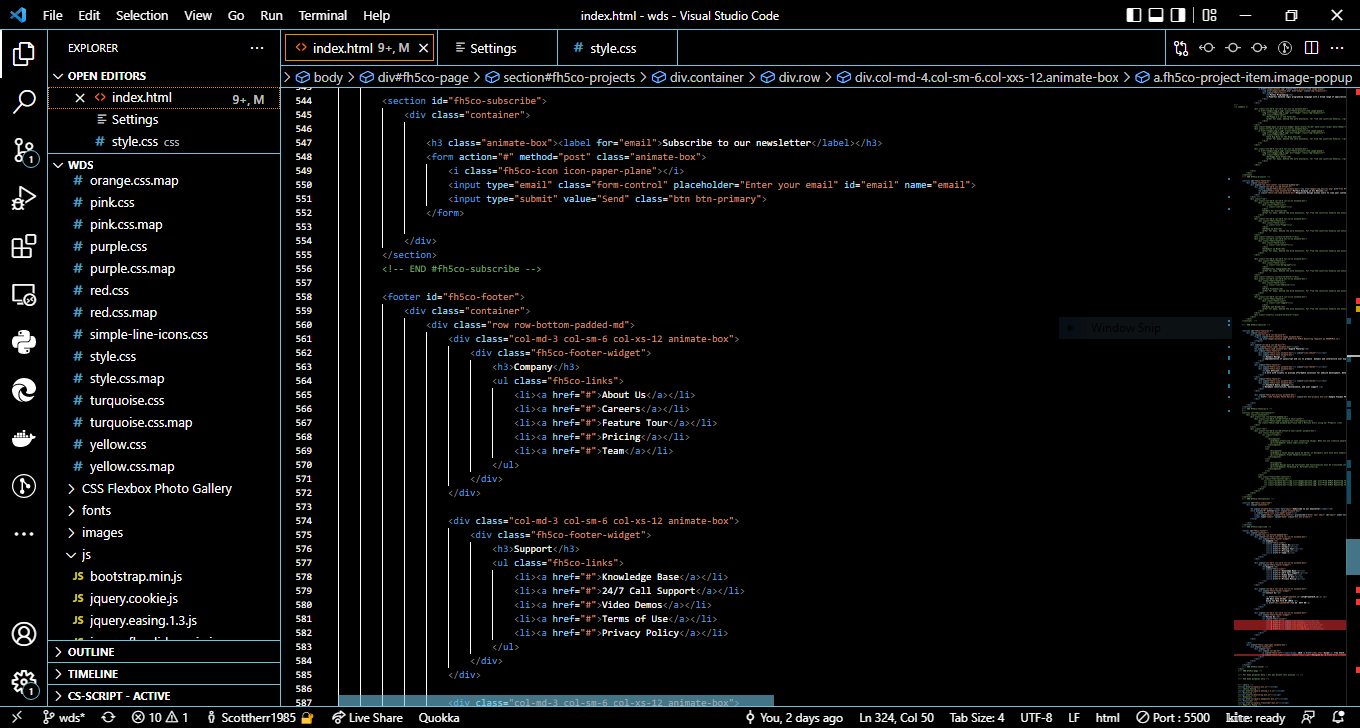 File Edit Selection View Go Run Terminal Help
index.html - wds - Visual Studio Code
EXPLORER
OPEN EDITORS
index.html 9+, M
Settings
style.css css
WDS
orange.css.map
pink.css
pink.css.map
purple.css
purple.css.map
red.css
red.css.map
simple-line-icons.css
style.css
style.css.map
turquoise.css
turquoise.css.map
yellow.css
yellow.css.map
CSS Flexbox Photo Gallery
fonts
images
js
JS bootstrap.min.js
JS jquery.cookie.js
JS jquery.easing.1.3.js
OUTLINE
TIMELINE
CS-SCRIPT - ACTIVE
index.html 9+, M
Settings
# style.css
body > div#fh5co-page > section#fh5co-projects > div.container > div.row > div.col-md-4.col-sm-6.col-xxs-12.animate-box > a.fh5co-project-item.image-popup
544 <section id="fh5co-subscribe">
545 <div class="container">
546
547 <h3 class="animate-box"><label for="email">Subscribe to our newsletter</label></h3>
548 <form action="#" method="post" class="animate-box">
549 <i class="fh5co-icon icon-paper-plane"></i>
550 <input type="email" class="form-control" placeholder="Enter your email" id="email" name="email">
551 <input type="submit" value="Send" class="btn btn-primary">
552 </form>
553
554 </div>
555 </section>
556 <!-- END #fh5co-subscribe -->
557
558 <footer id="fh5co-footer">
559 <div class="container">
560 <div class="row row-bottom-padded-md">
561 <div class="col-md-3 col-sm-6 col-xs-12 animate-box">
562 <div class="fh5co-footer-widget">
563 <h3>Company</h3>
564 <ul class="fh5co-links">
565 <li><a href="#">About Us</a></li>
566 <li><a href="#">Careers</a></li>
567 <li><a href="#">Feature Tour</a></li>
568 <li><a href="#">Pricing</a></li>
569 <li><a href="#">Team</a></li>
570 </ul>
571 </div>
572 </div>
573
574 <div class="col-md-3 col-sm-6 col-xs-12 animate-box">
575 <div class="fh5co-footer-widget">
576 <h3>Support</h3>
577 <ul class="fh5co-links">
578 <li><a href="#">Knowledge Base</a></li>
579 <li><a href="#">24/7 Call Support</a></li>
580 <li><a href="#">Video Demos</a></li>
581 <li><a href="#">Terms of Use</a></li>
582 <li><a href="#">Privacy Policy</a></li>
583 </ul>
584 </div>
585 </div>
586
587 <div class="col-md-3 col-sm-6 col-xs-12 animate-box">
Window Snip
1
1
wds* 10 1 Scottherr1985 Live Share Quokka You, 2 days ago Ln 324, Col 50 Tab Size: 4 UTF-8 LF html Port : 5500 kite: ready